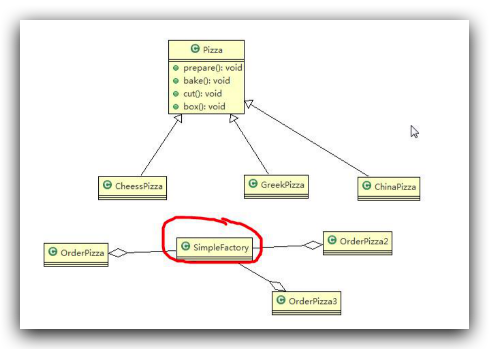 Pizza
prepare(): void
bake(): void
cut(): void
box(): void
CheessPizza
GreekPizza
ChinaPizza
OrderPizza
SimpleFactory
OrderPizza2
OrderPizza3